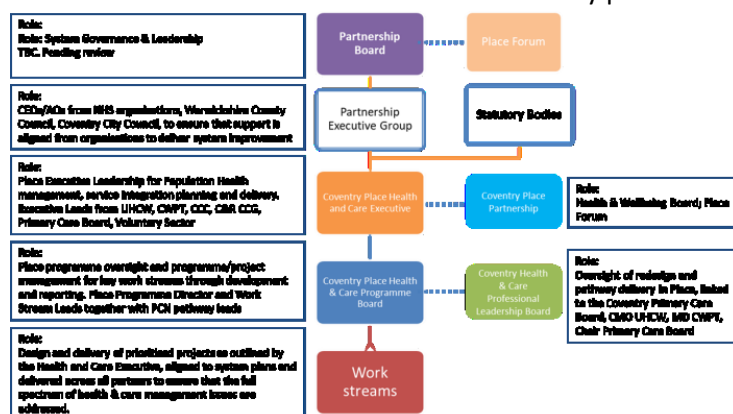 Role:
Role: System Governance & Leadership
TBC. Pending review
Partnership
Board
Place Forum
Role:
CEOs/AOs from NHS organisations, Warwickshire County
Council, Coventry City Council, to ensure that support is
aligned from organisations to deliver system improvement
Partnership
Executive Group
Statutory Bodies
Role:
Place Executive Leadership for Population Health
management, service integration planning and delivery.
Executive Leads from UHCW, CWPT, CCC, C&R CCG,
Primary Care Board, Voluntary Sector
Coventry Place Health
and Care Executive
Coventry Place
Partnership
Role:
Health & Wellbeing Board; Place
Forum
Role:
Place programme oversight and programme/project
management for key work streams through development
and reporting. Place Programme Director and Work
Stream Leads together with PCN pathway leads
Coventry Place Health
& Care Programme
Board
Coventry Health
& Care
Professional
Leadership Board
Role:
Oversight of redesign and
pathway delivery in Place, linked
to the Coventry Primary Care
Board, CMO UHCW, MD CWPT,
Chair Primary Care Board
Role:
Design and delivery of prioritised projects as outlined by
the Health and Care Executive, aligned to system plans and
delivered across all partners to ensure that the full
spectrum of health & care management issues are
addressed.
Work
streams